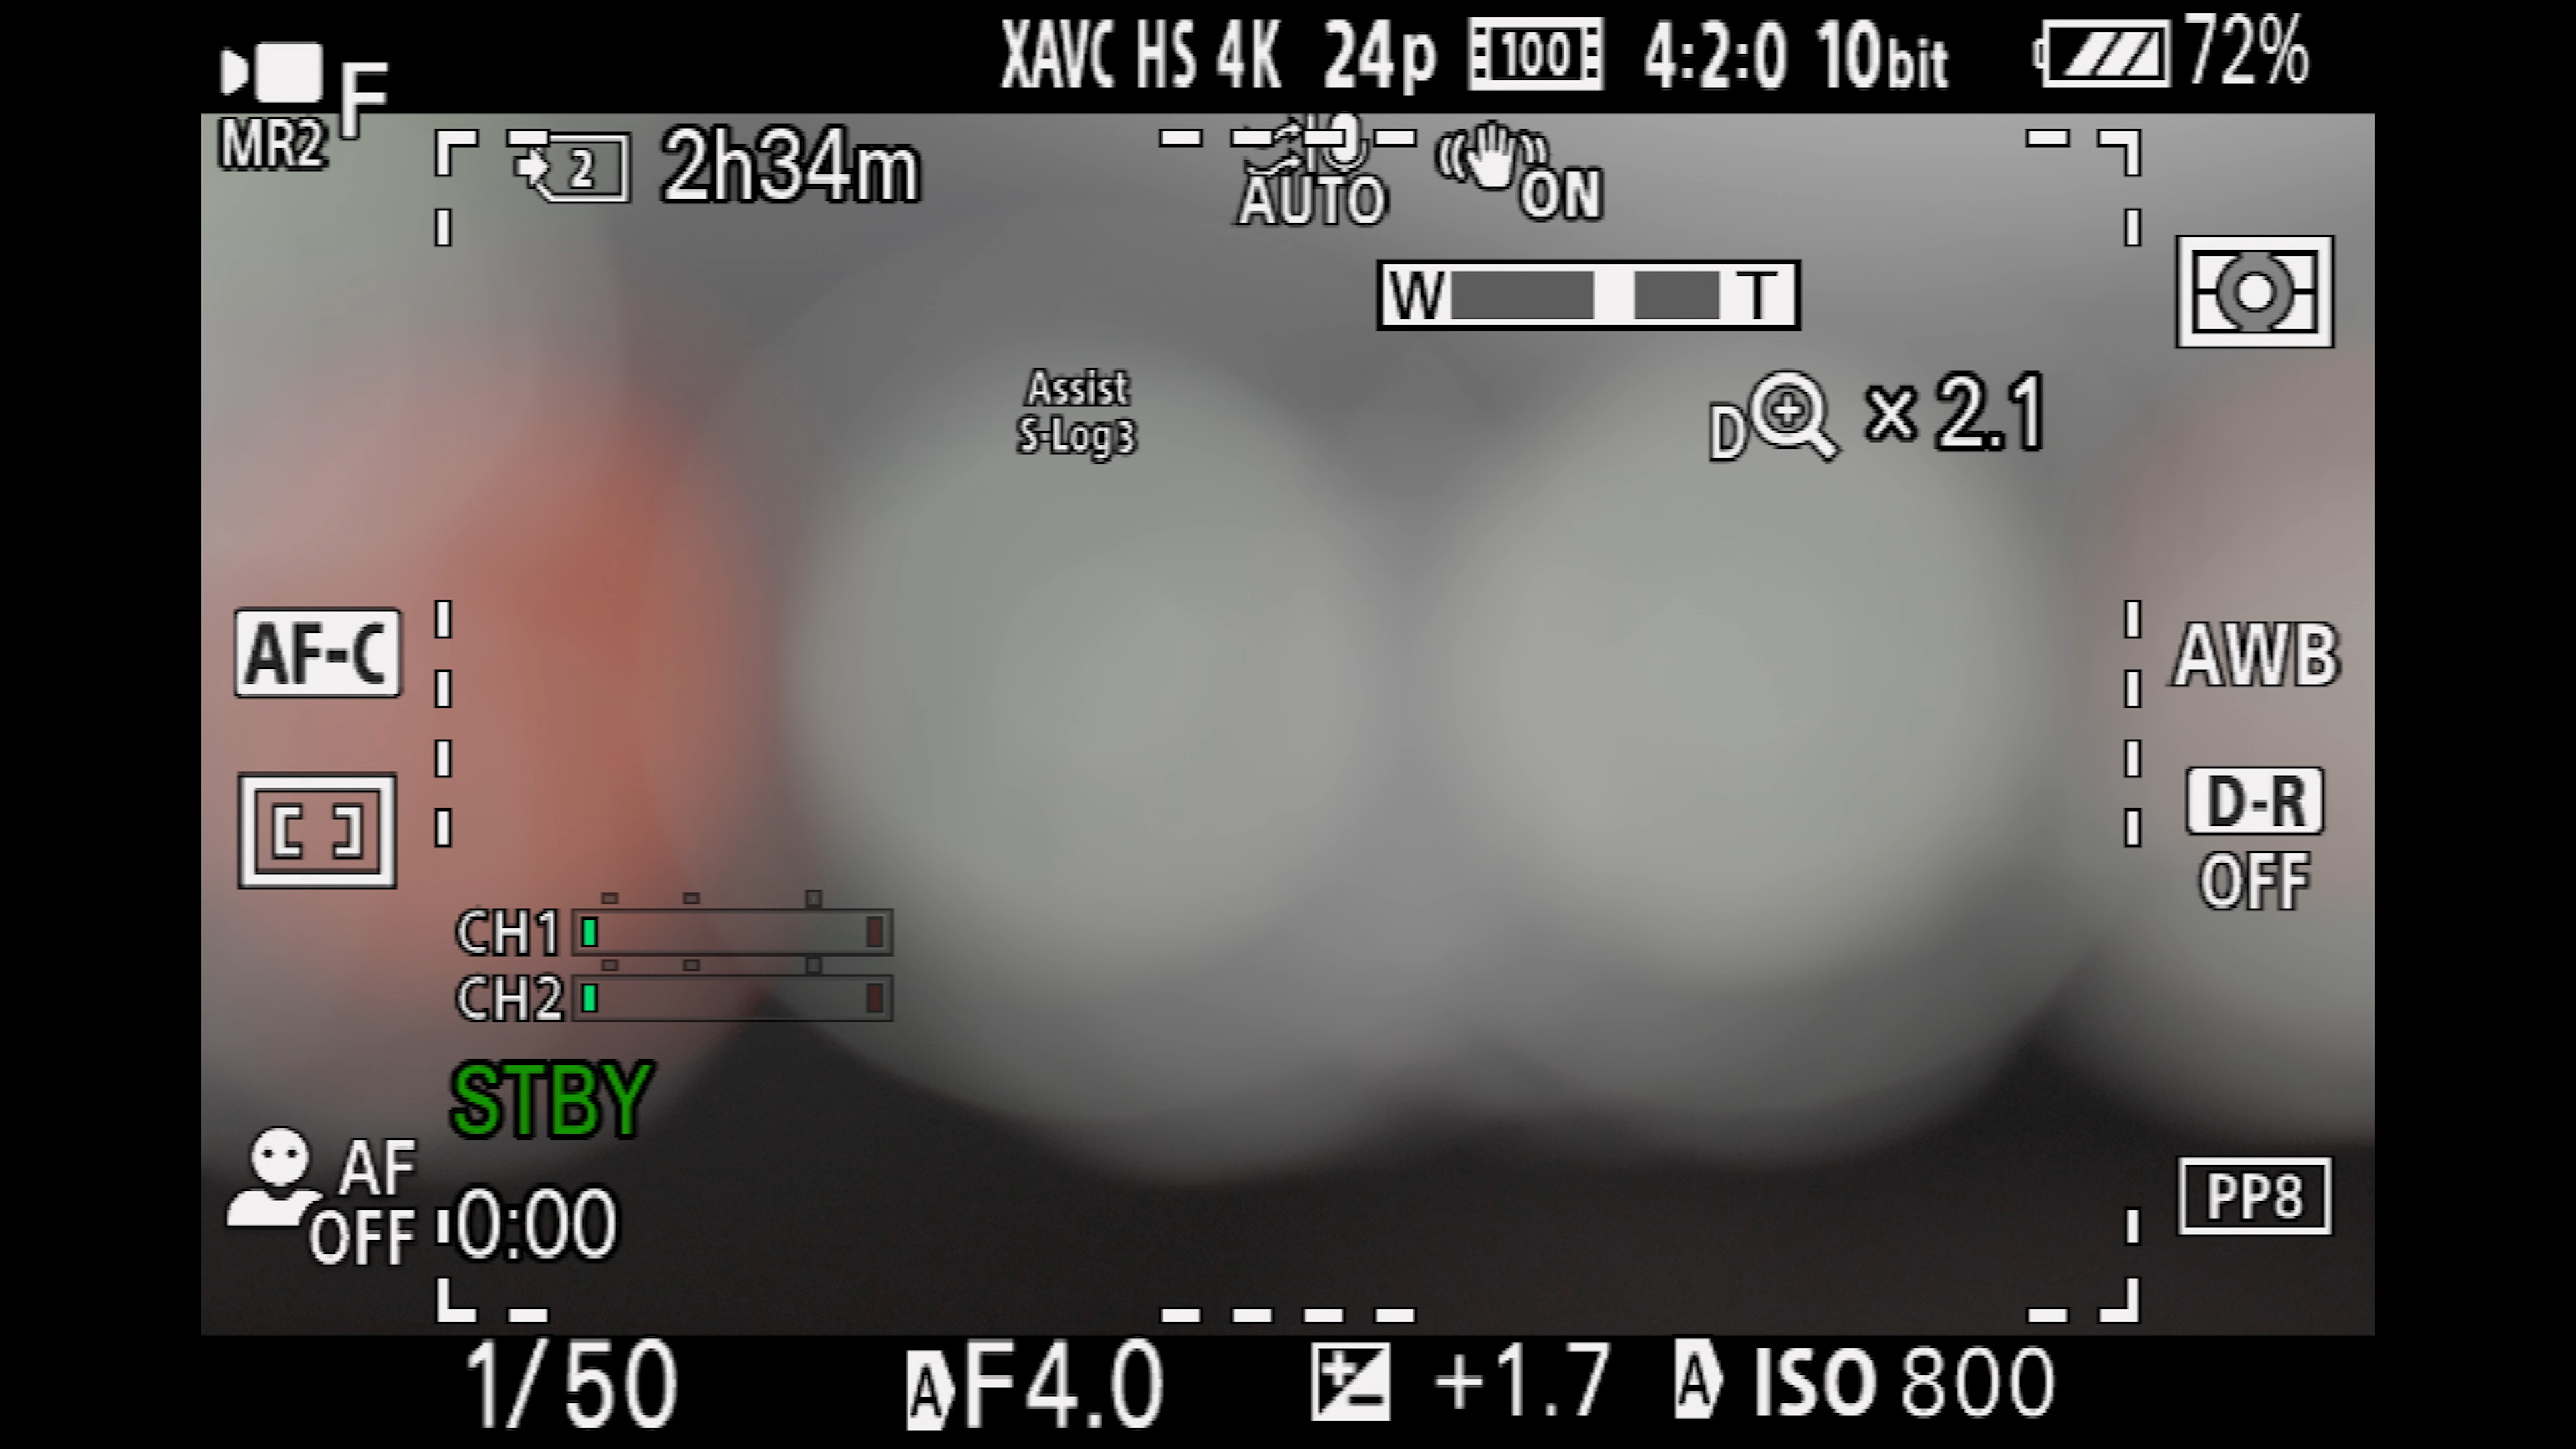 XAVC HS 4K 24p 100 4:2:0 10bit 72%
F
MR2
2 2h34m
AUTO
ON
W T
Assist
S-Log3
D × 2.1
AF-C
AWB
D-R
OFF
CH1
CH2
STBY
AF
OFF
0:00
PP8
1/50 A F4.0 +1.7 A ISO 800